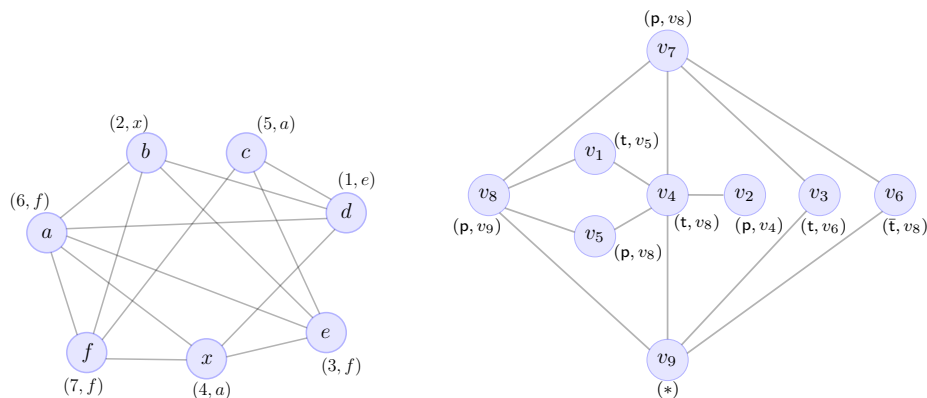 (2, x)
b
(5, a)
c
(1, e)
d
(6, f)
a
f
(7, f)
x
(4, a)
e
(3, f)
(p, v₈)
v₇
v₁
(t, v₅)
v₈
(p, v₉)
v₄
(t, v₈)
v₂
(p, v₄)
v₃
(t, v₆)
v₆
(t̄, v₈)
v₅
(p, v₈)
v₉
(∗)